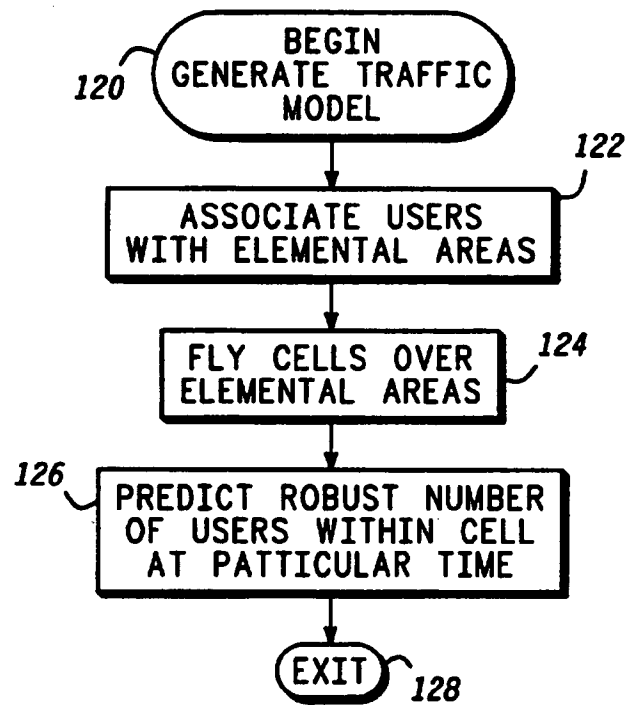 BEGIN
GENERATE TRAFFIC
MODEL
120
122
ASSOCIATE USERS
WITH ELEMENTAL AREAS
124
FLY CELLS OVER
ELEMENTAL AREAS
126
PREDICT ROBUST NUMBER
OF USERS WITHIN CELL
AT PATTICULAR TIME
EXIT
128